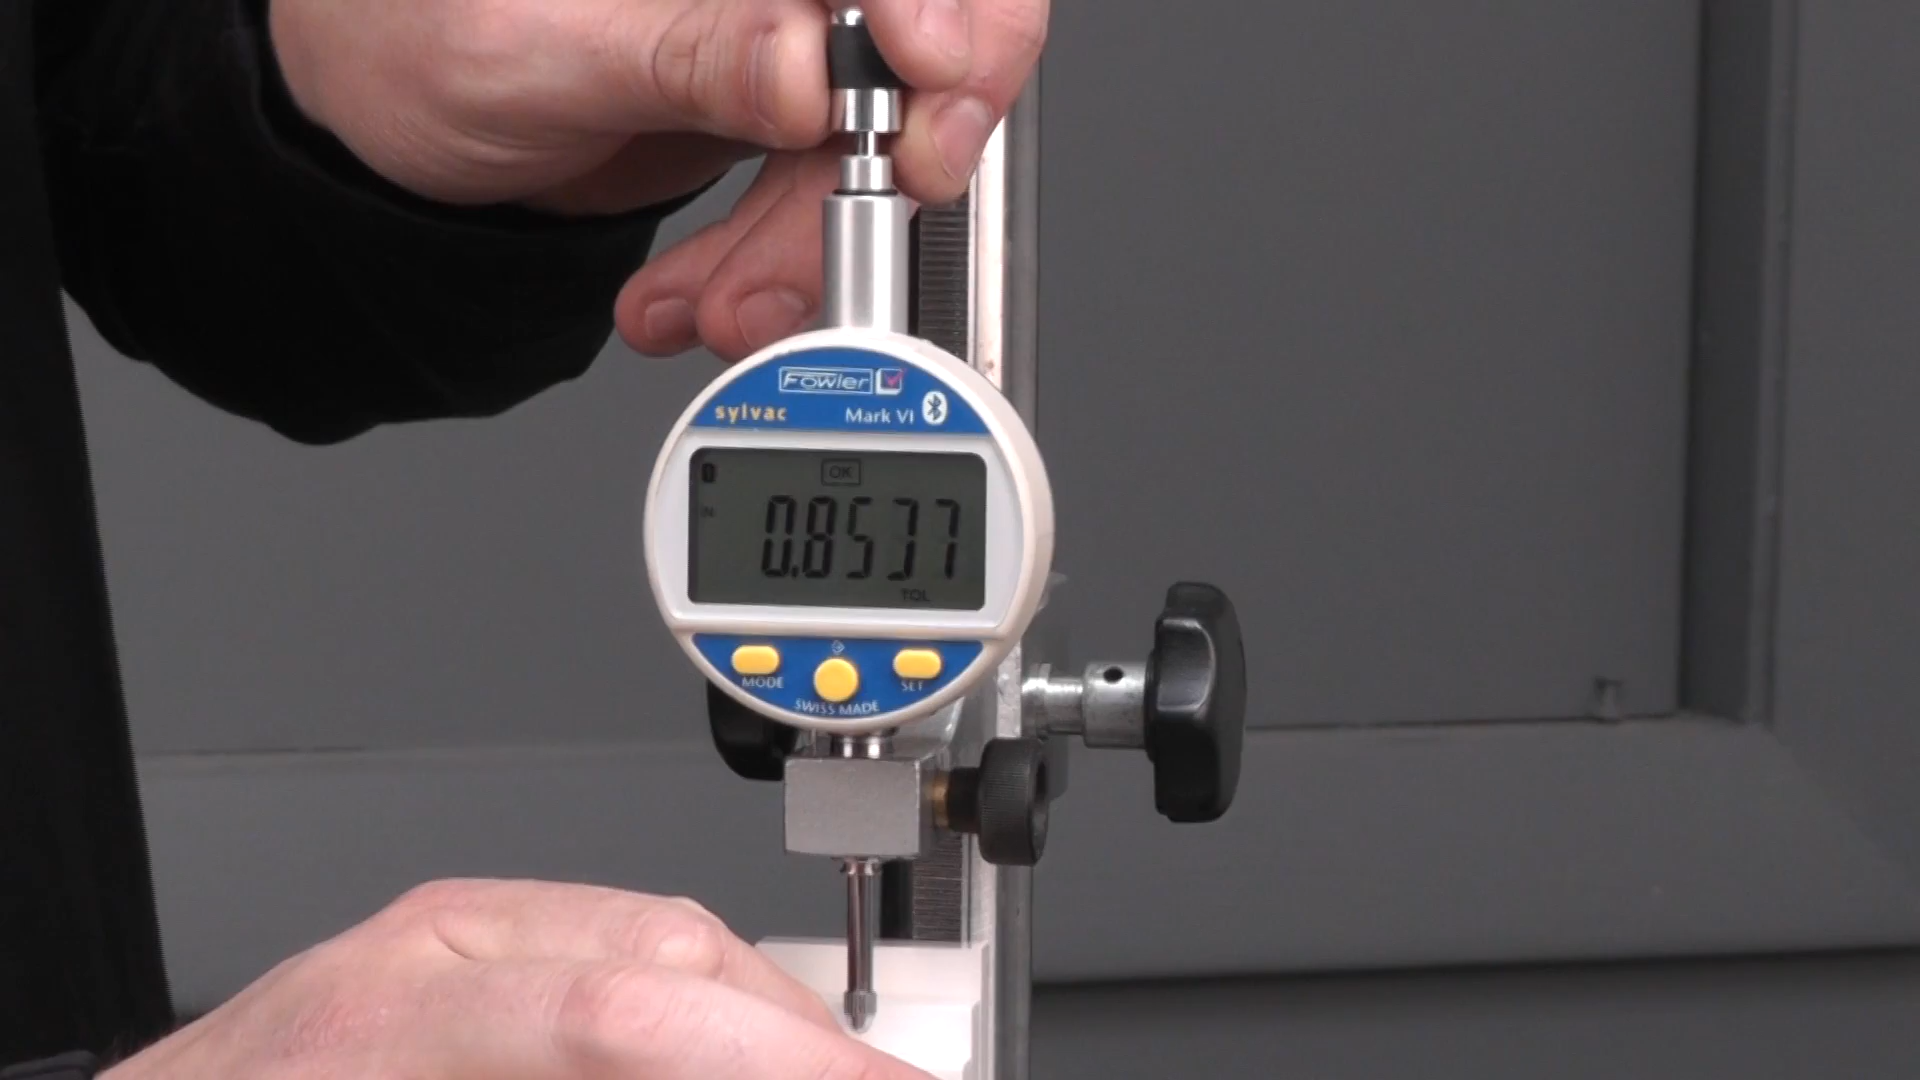 Fowler
sylvac Mark VI
OK
IN
0.8537
TOL
MODE
SET
SWISS MADE